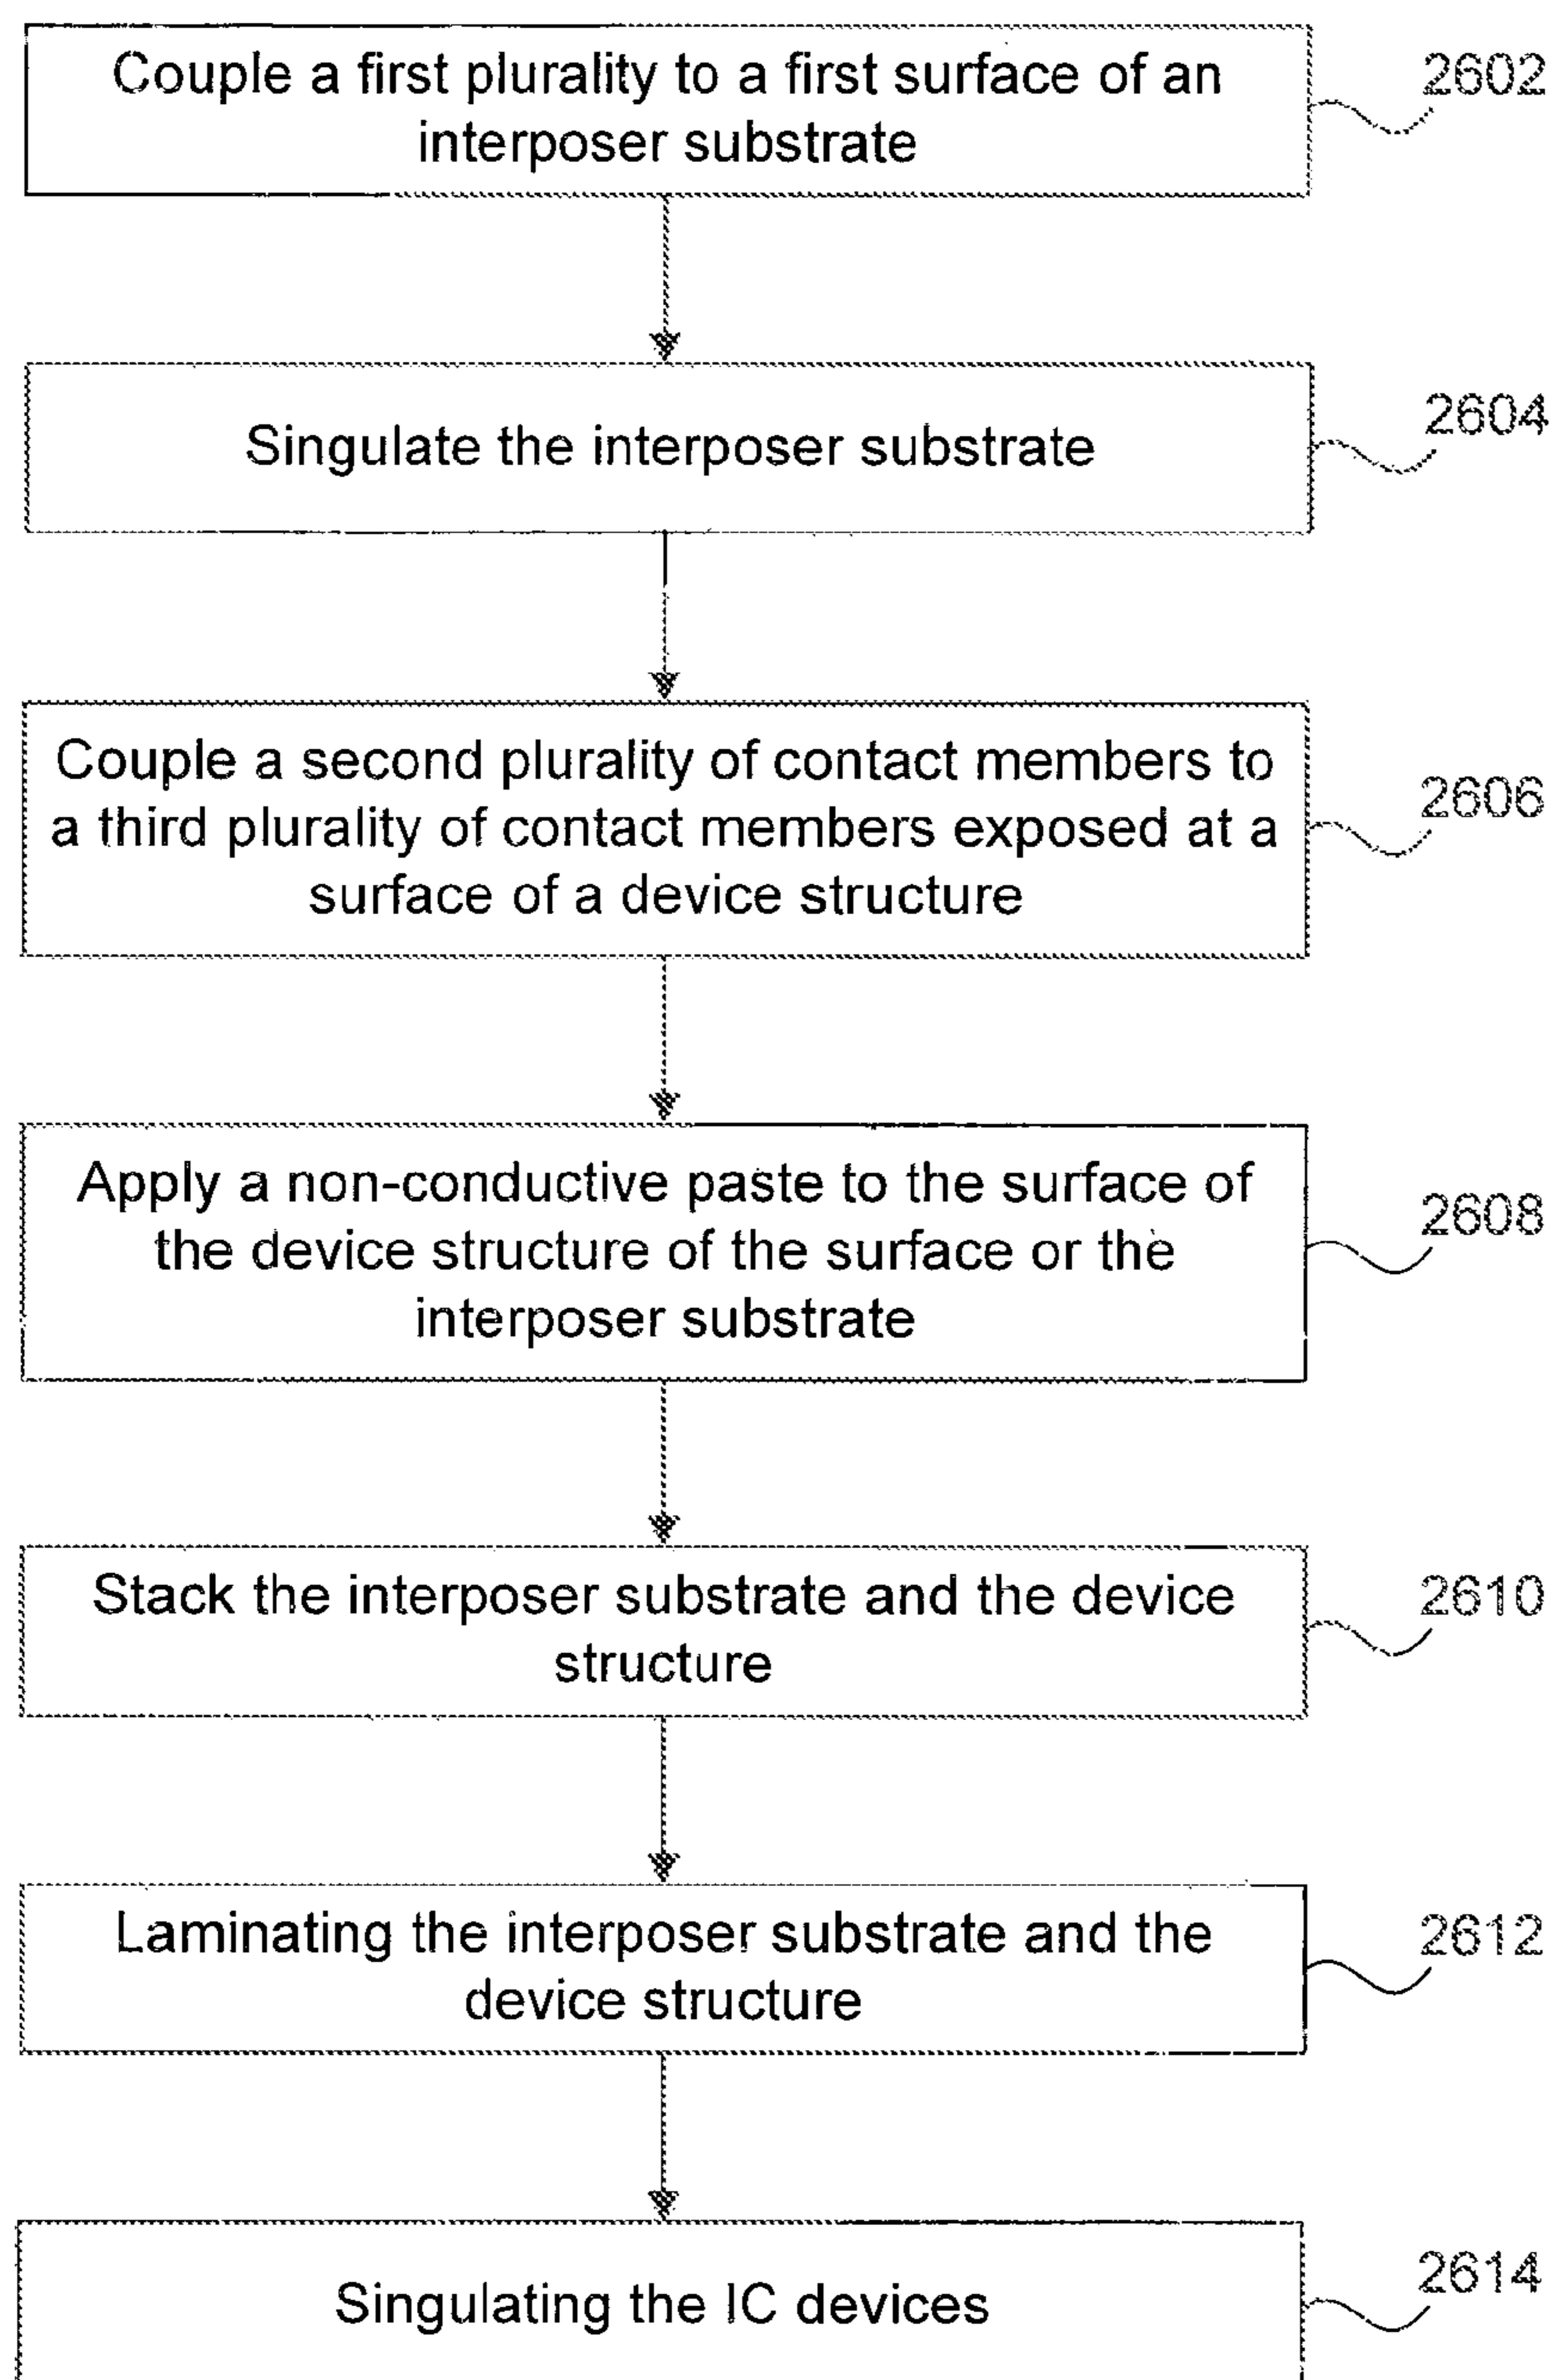 Couple a first plurality to a first surface of an
interposer substrate
2602
Singulate the interposer substrate
2604
Couple a second plurality of contact members to
a third plurality of contact members exposed at a
surface of a device structure
2606
Apply a non-conductive paste to the surface of
the device structure of the surface or the
interposer substrate
2608
Stack the interposer substrate and the device
structure
2610
Laminating the interposer substrate and the
device structure
2612
Singulating the IC devices
2614